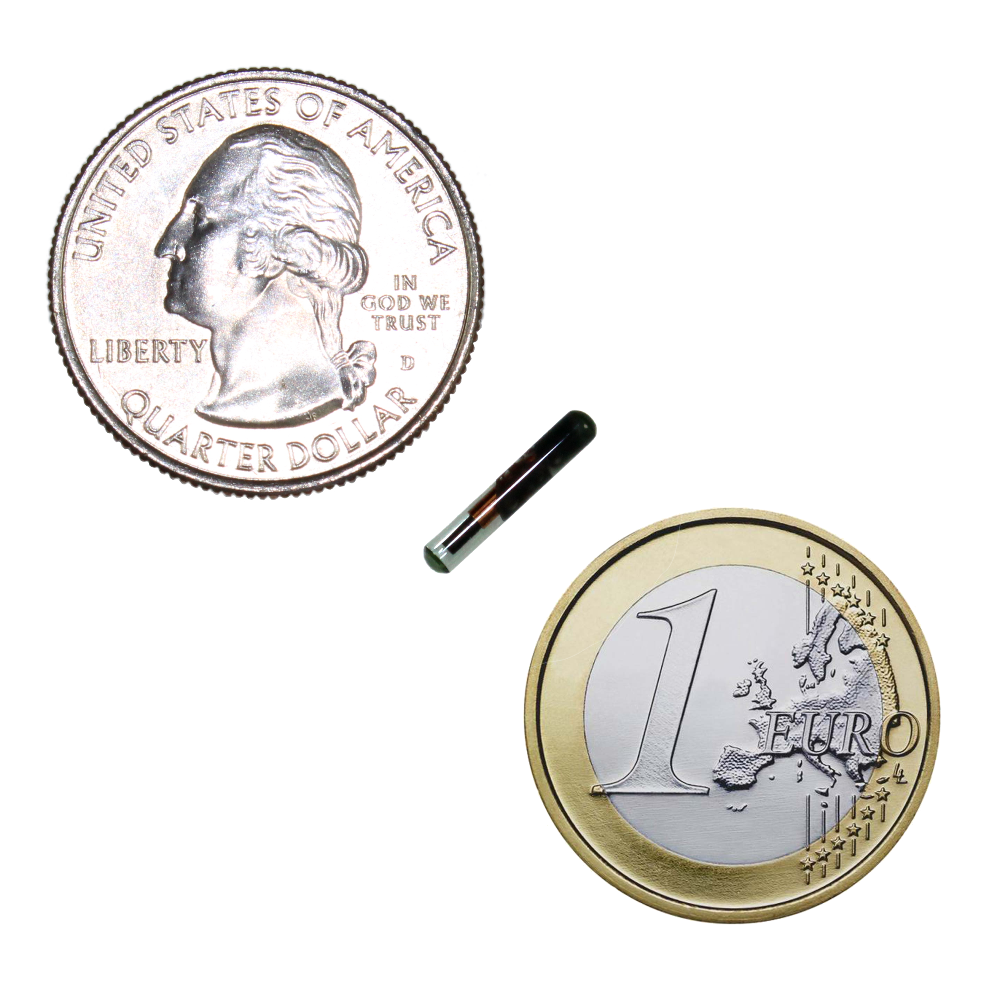 UNITED STATES OF AMERICA
IN
GOD WE
TRUST
LIBERTY
D
QUARTER DOLLAR
1
EURO